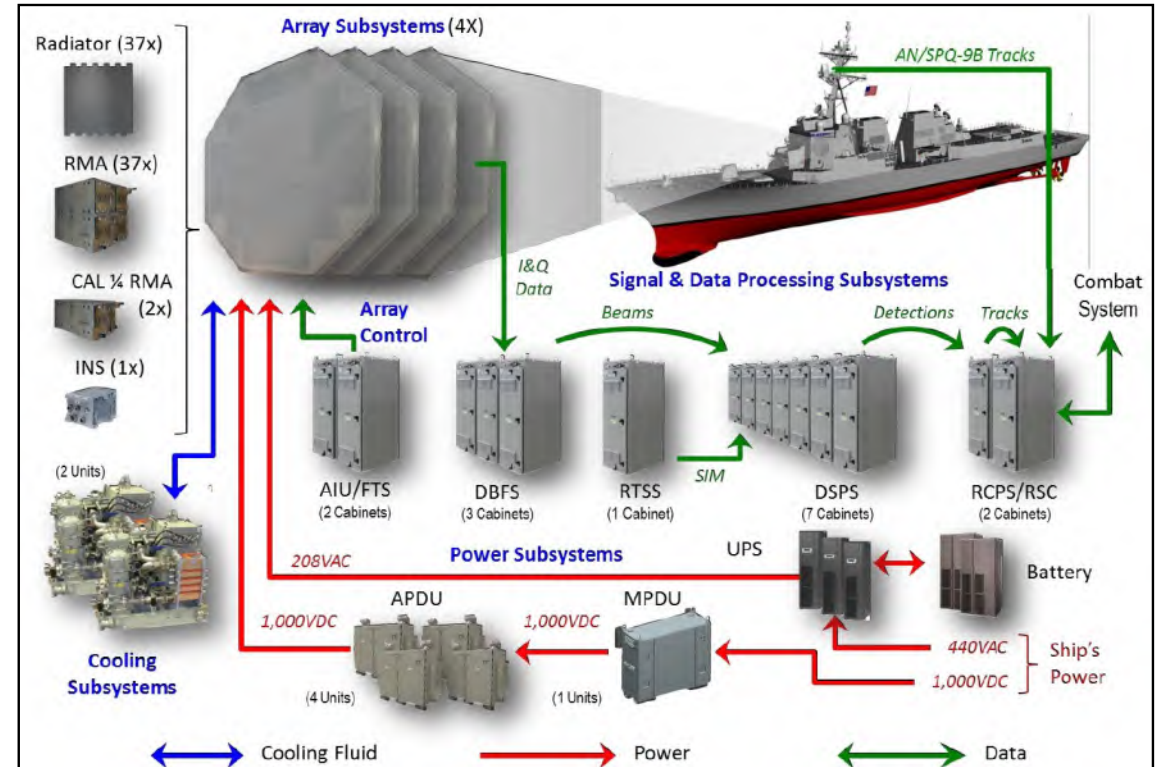 Array Subsystems (4X)
Radiator (37x)
AN/SPQ-9B Tracks
RMA (37x)
I&Q
Data
Signal & Data Processing Subsystems
Combat
System
CAL ¼ RMA
(2x)
Array
Control
Beams
Detections
Tracks
INS (1x)
SIM
(2 Units)
AIU/FTS
(2 Cabinets)
DBFS
(3 Cabinets)
RTSS
(1 Cabinet)
DSPS
(7 Cabinets)
RCPS/RSC
(2 Cabinets)
Power Subsystems
UPS
208VAC
Battery
APDU
MPDU
1,000VDC
1,000VDC
440VAC
Ship's
Power
1,000VDC
Cooling
Subsystems
(4 Units)
(1 Units)
Cooling Fluid
Power
Data